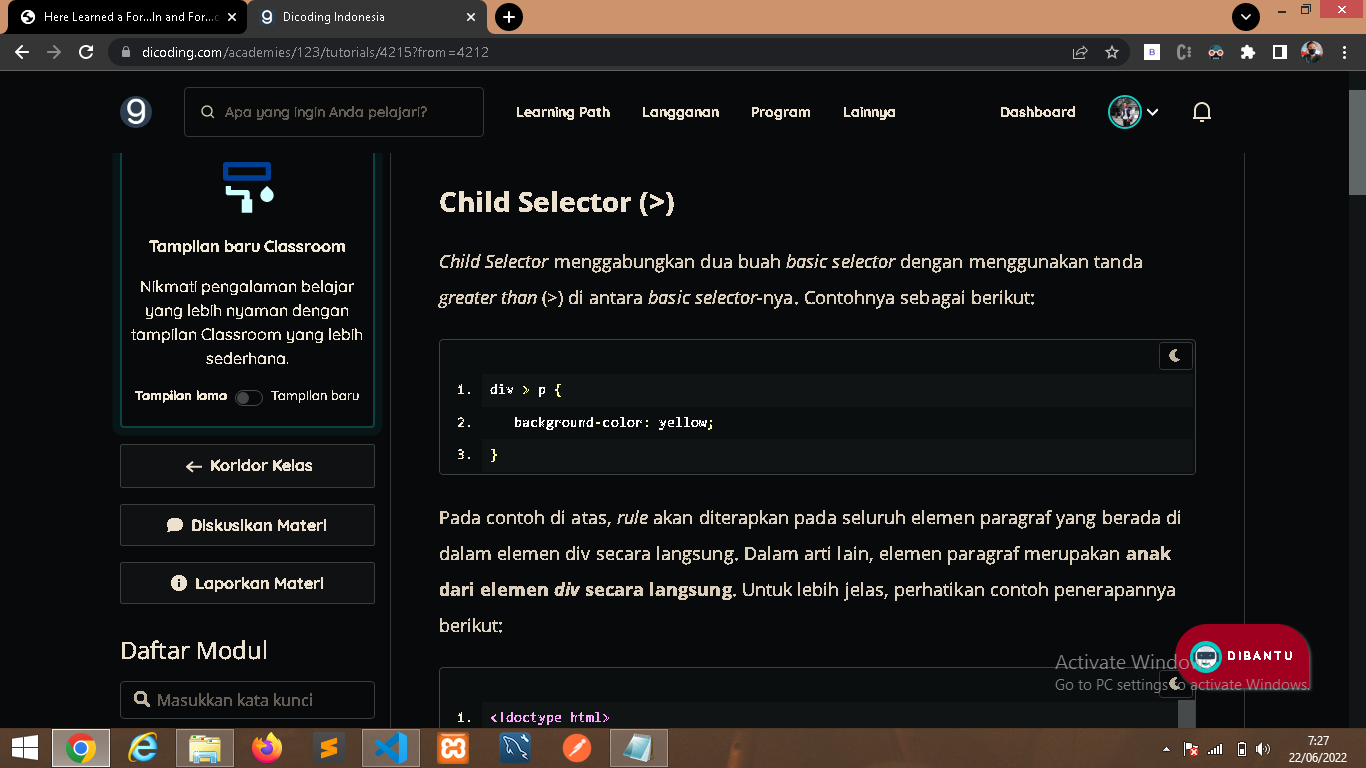 Here Learned a For...In and For...
Dicoding Indonesia
dicoding.com/academies/123/tutorials/4215?from=4212
Apa yang ingin Anda pelajari?
Learning Path
Langganan
Program
Lainnya
Dashboard
Tampilan baru Classroom
Nikmati pengalaman belajar
yang lebih nyaman dengan
tampilan Classroom yang lebih
sederhana.
Tampilan lama
Tampilan baru
← Koridor Kelas
Diskusikan Materi
Laporkan Materi
Daftar Modul
Masukkan kata kunci
Child Selector (>)
Child Selector menggabungkan dua buah basic selector dengan menggunakan tanda
greater than (>) di antara basic selector-nya. Contohnya sebagai berikut:
1. div > p {
2. background-color: yellow;
3. }
Pada contoh di atas, rule akan diterapkan pada seluruh elemen paragraf yang berada di
dalam elemen div secara langsung. Dalam arti lain, elemen paragraf merupakan anak
dari elemen div secara langsung. Untuk lebih jelas, perhatikan contoh penerapannya
berikut:
1. <!doctype html>
DIBANTU
Activate Windo
Go to PC settings to activate Windows.
7:27
22/06/2022